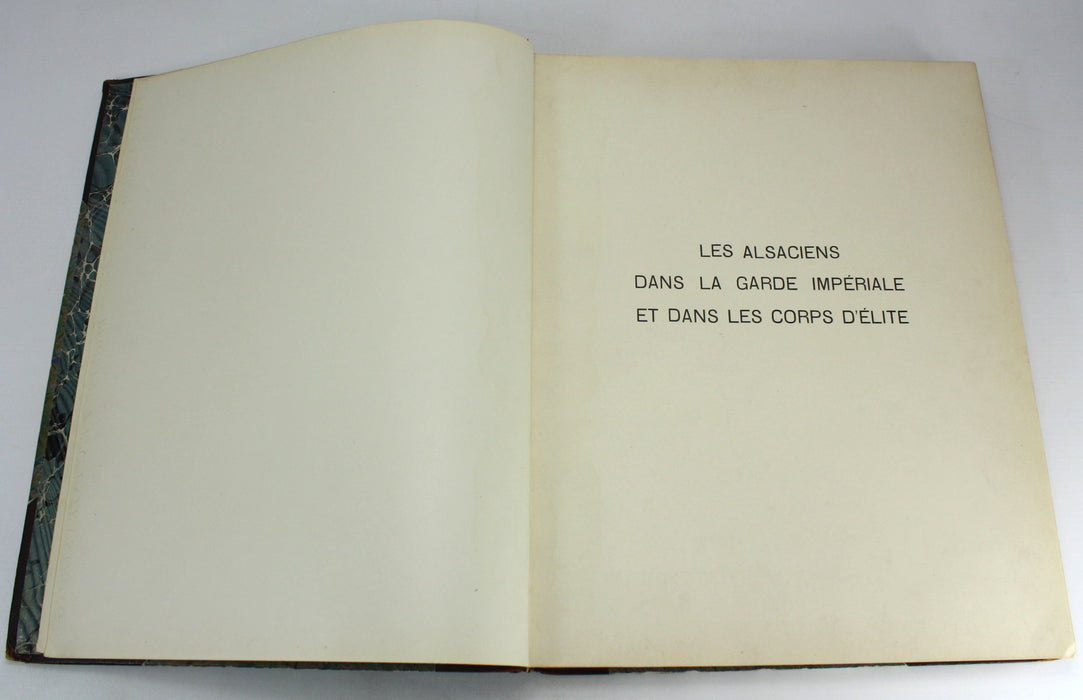 LES ALSACIENS
DANS LA GARDE IMPÉRIALE
ET DANS LES CORPS D'ÉLITE